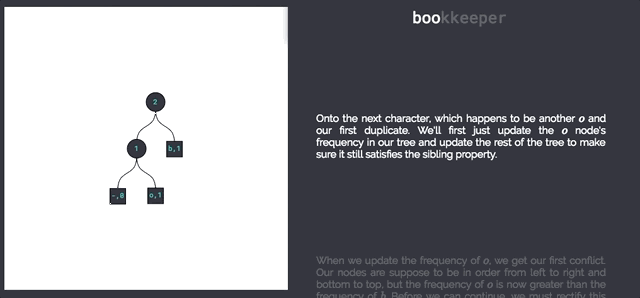 bookkeeper
2
1
b,1
-,0
o,1
Onto the next character, which happens to be another o and
our first duplicate. We'll first just update the o node's
frequency in our tree and update the rest of the tree to make
sure it still satisfies the sibling property.
When we update the frequency of o, we get our first conflict.
Our nodes are suppose to be in order from left to right and
bottom to top, but the frequency of o is now greater than the
frequency of b. Before we can continue, we must rectify this